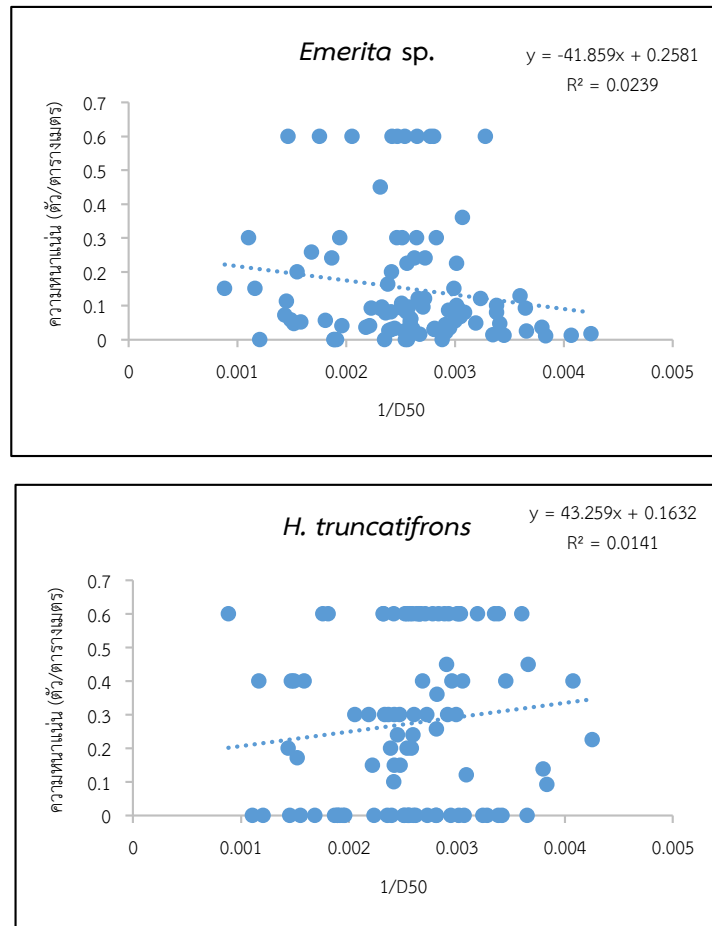 Emerita sp.
y = -41.859x + 0.2581
R² = 0.0239
ความหนาแน่น (ตัว/ตารางเมตร)
0.7
0.6
0.5
0.4
0.3
0.2
0.1
0
0 0.001 0.002 0.003 0.004 0.005
1/D50
H. truncatifrons
y = 43.259x + 0.1632
R² = 0.0141
ความหนาแน่น (ตัว/ตารางเมตร)
0.7
0.6
0.5
0.4
0.3
0.2
0.1
0
0 0.001 0.002 0.003 0.004 0.005
1/D50